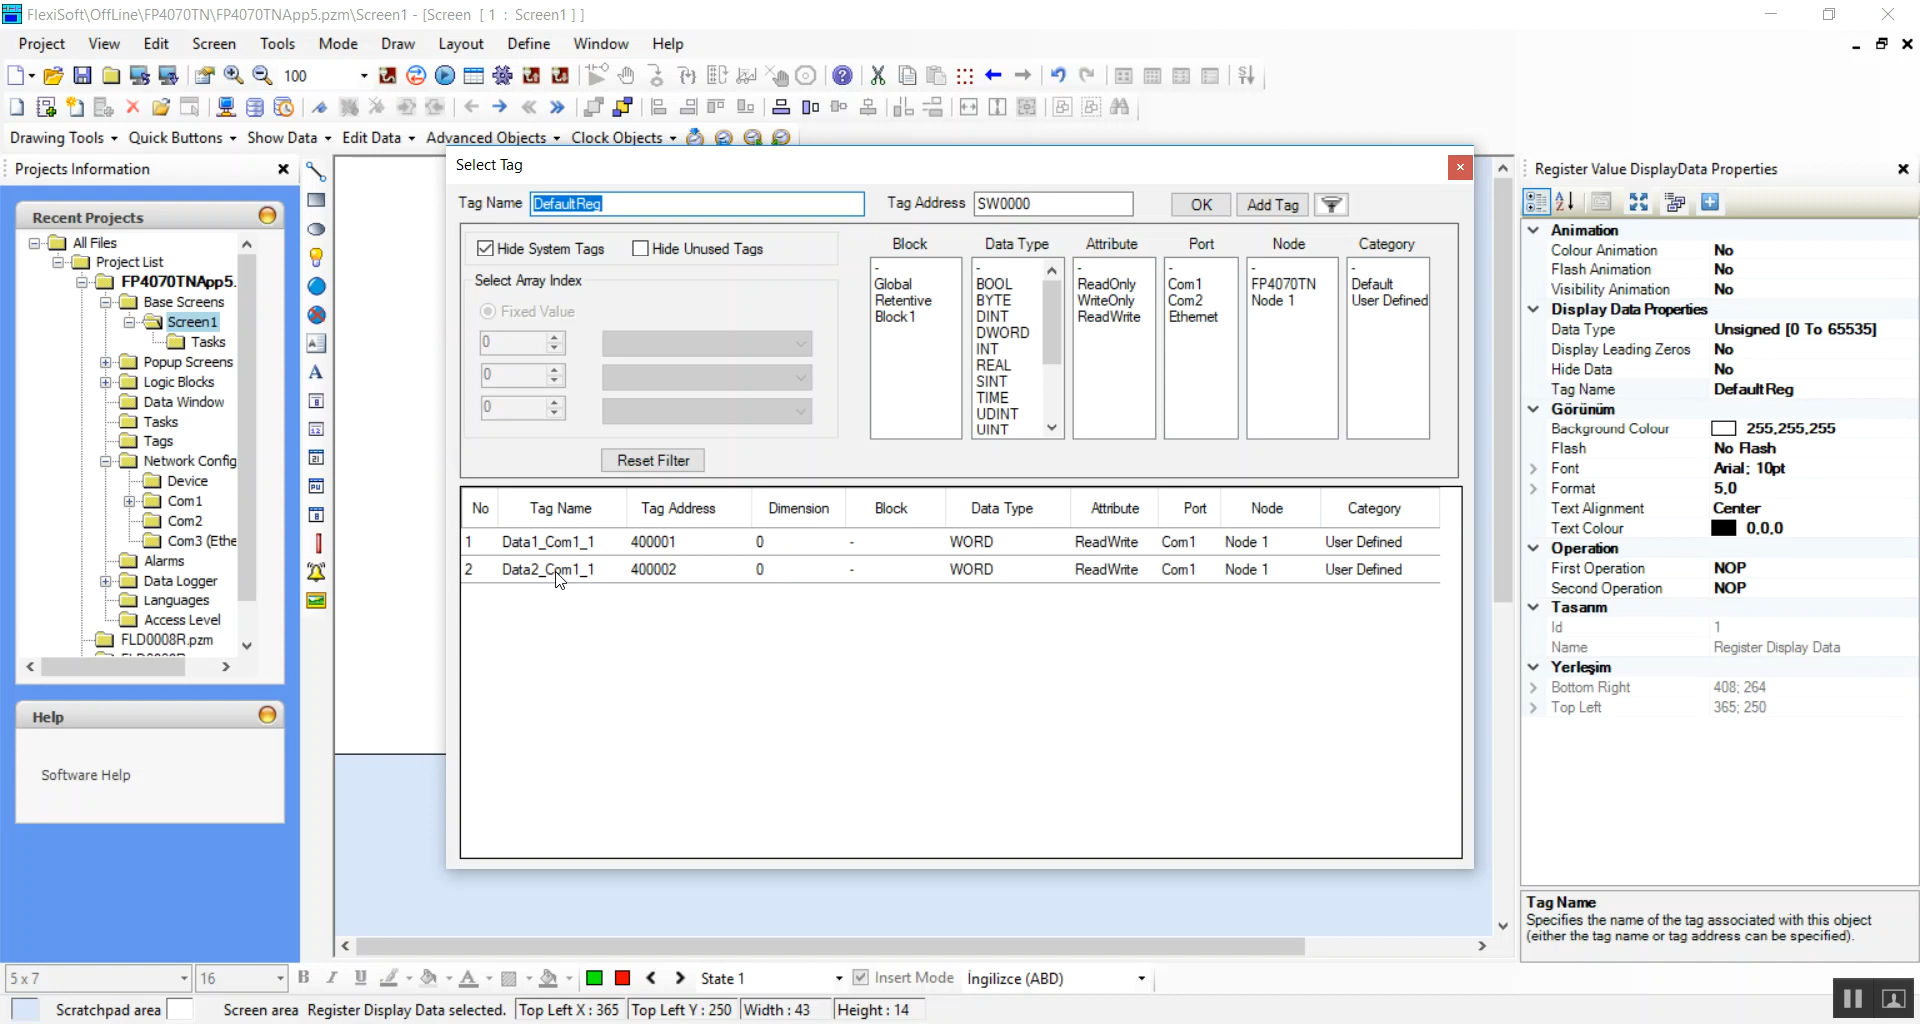 FlexiSoft\OffLine\FP4070TN\FP4070TNApp5.pzm\Screen1 - [Screen [ 1 : Screen1 ] ]
Project View Edit Screen Tools Mode Draw Layout Define Window Help
100
Drawing Tools Quick Buttons Show Data Edit Data Advanced Objects Clock Objects
Projects Information
Recent Projects
All Files
Project List
FP4070TNApp5.
Base Screens
Screen1
Tasks
Popup Screens
Logic Blocks
Data Window
Tasks
Tags
Network Config
Device
Com1
Com2
Com3 (Ethe
Alarms
Data Logger
Languages
Access Level
FLD0008R.pzm
Help
Software Help
Select Tag
Tag Name DefaultReg Tag Address SW0000 OK Add Tag
Hide System Tags Hide Unused Tags
Select Array Index
Fixed Value
0
0
0
Reset Filter
Block
-
Global
Retentive
Block1
Data Type
-
BOOL
BYTE
DINT
DWORD
INT
REAL
SINT
TIME
UDINT
UINT
Attribute
-
ReadOnly
WriteOnly
ReadWrite
Port
-
Com1
Com2
Ethernet
Node
-
FP4070TN
Node 1
Category
-
Default
User Defined
No Tag Name Tag Address Dimension Block Data Type Attribute Port Node Category
1 Data1_Com1_1 400001 0 - WORD ReadWrite Com1 Node 1 User Defined
2 Data2_Com1_1 400002 0 - WORD ReadWrite Com1 Node 1 User Defined
Register Value DisplayData Properties
Animation
Colour Animation No
Flash Animation No
Visibility Animation No
Display Data Properties
Data Type Unsigned [0 To 65535]
Display Leading Zeros No
Hide Data No
Tag Name DefaultReg
Görünüm
Background Colour 255,255,255
Flash No Flash
Font Arial; 10pt
Format 5,0
Text Alignment Center
Text Colour 0,0,0
Operation
First Operation NOP
Second Operation NOP
Tasarım
Id 1
Name Register Display Data
Yerleşim
Bottom Right 408; 264
Top Left 365; 250
Tag Name
Specifies the name of the tag associated with this object
(either the tag name or tag address can be specified).
5 x 7 16 B I U A State 1 Insert Mode İngilizce (ABD)
Scratchpad area Screen area Register Display Data selected. Top Left X : 365 Top Left Y : 250 Width : 43 Height : 14